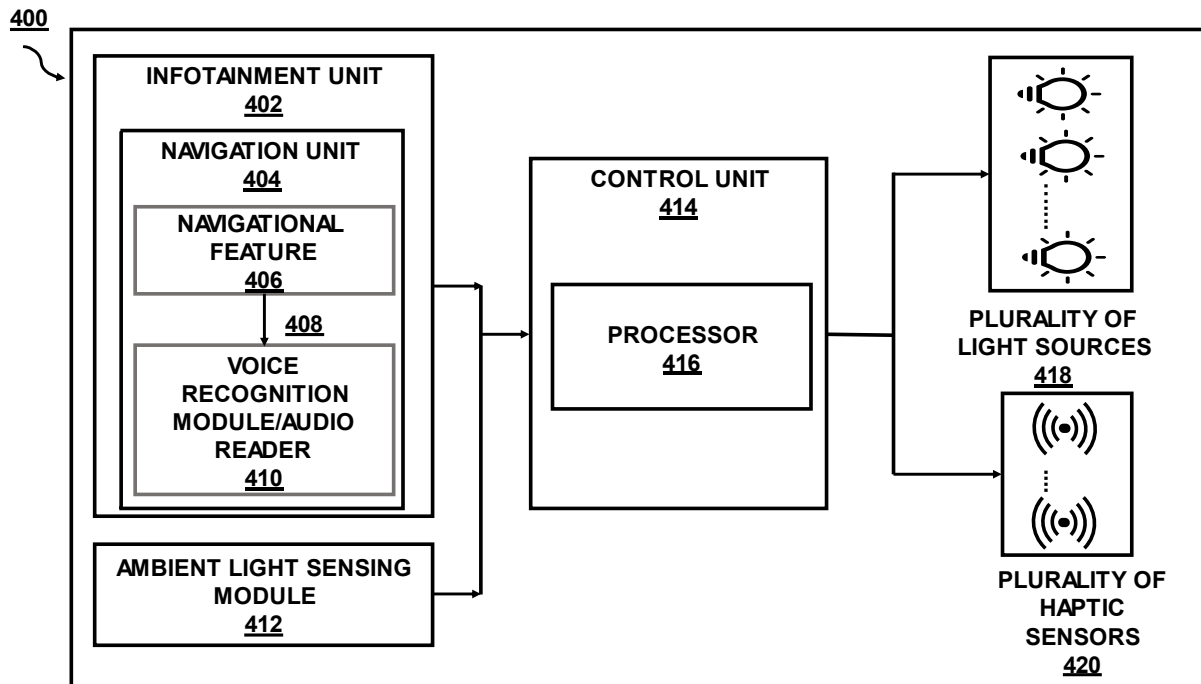 400
INFOTAINMENT UNIT
402
NAVIGATION UNIT
404
NAVIGATIONAL
FEATURE
406
408
VOICE
RECOGNITION
MODULE/AUDIO
READER
410
AMBIENT LIGHT SENSING
MODULE
412
CONTROL UNIT
414
PROCESSOR
416
PLURALITY OF
LIGHT SOURCES
418
PLURALITY OF
HAPTIC
SENSORS
420